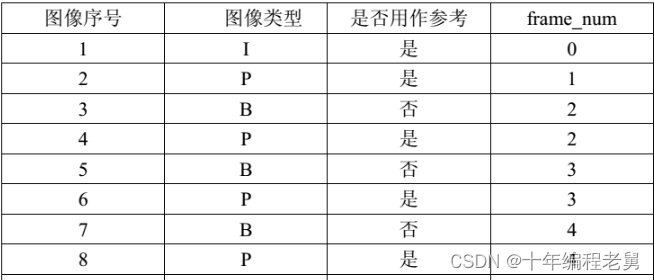 图像序号 图像类型 是否用作参考 frame_num
1 I 是 0
2 P 是 1
3 B 否 2
4 P 是 2
5 B 否 3
6 P 是 3
7 B 否 4
8 P 是 4
CSDN @十年编程老舅